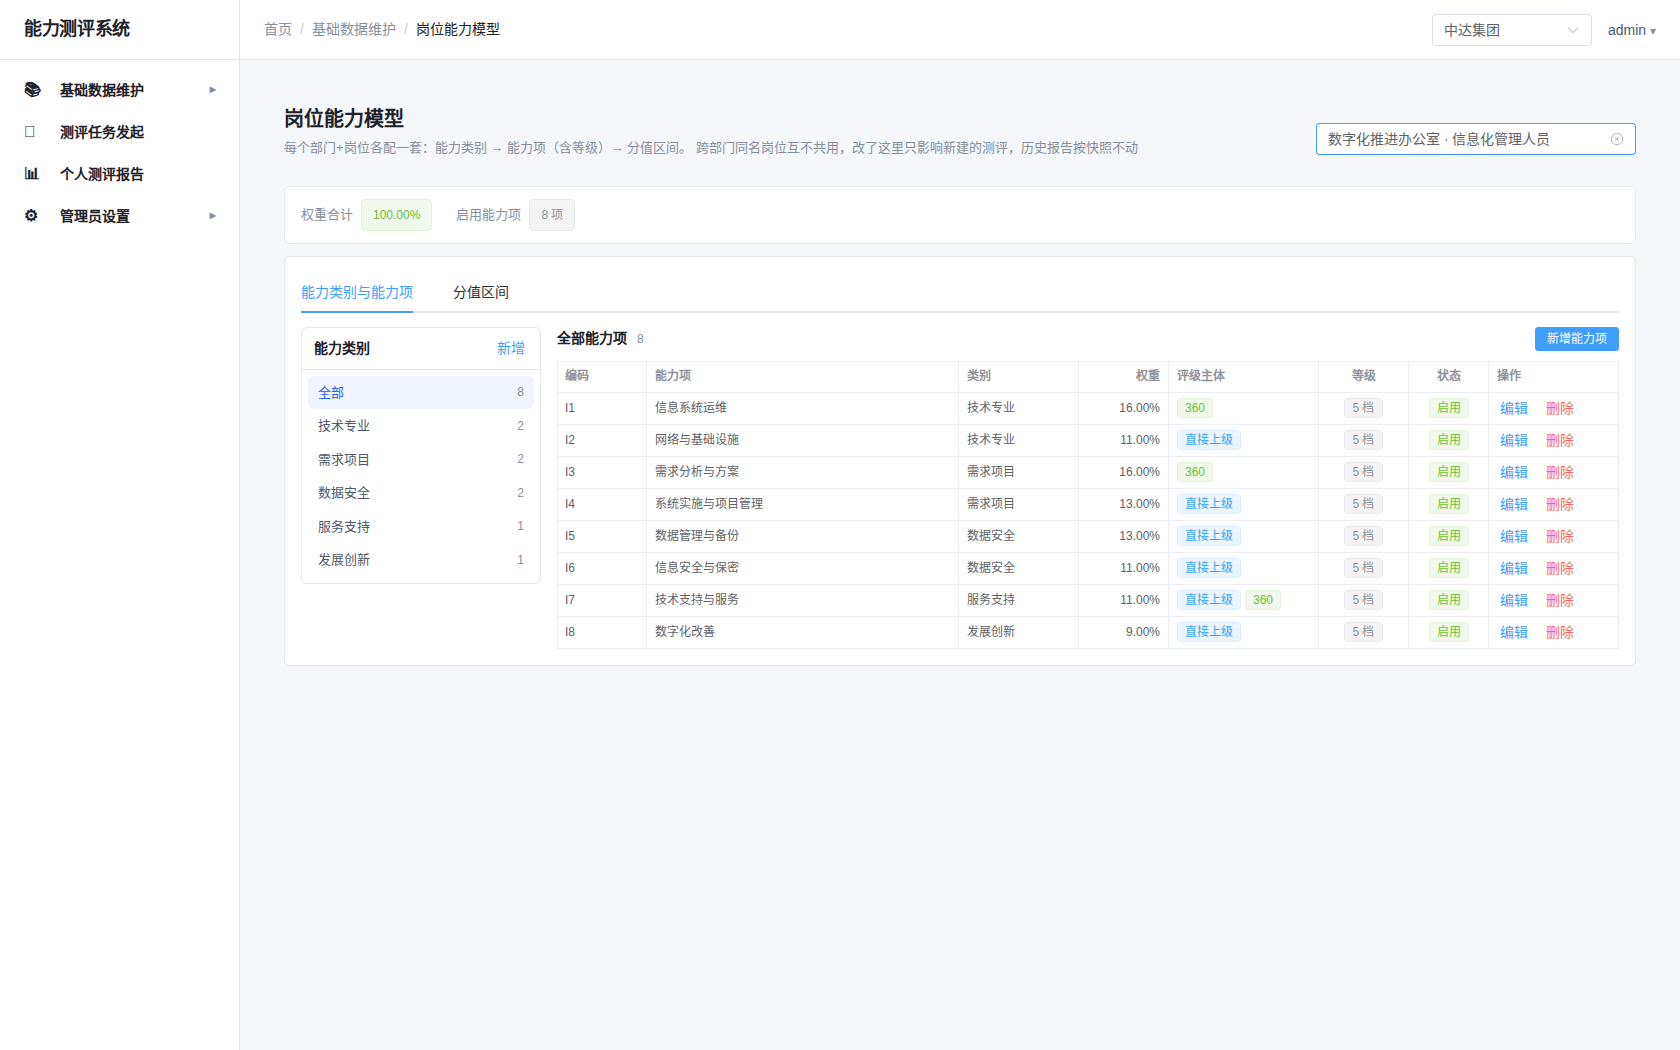 能力测评系统
首页 / 基础数据维护 / 岗位能力模型
中达集团
admin ▾
基础数据维护 ▸
测评任务发起
个人测评报告
管理员设置 ▸
岗位能力模型
每个部门+岗位各配一套：能力类别 → 能力项（含等级）→ 分值区间。 跨部门同名岗位互不共用，改了这里只影响新建的测评，历史报告按快照不动
数字化推进办公室 · 信息化管理人员
权重合计 100.00% 启用能力项 8 项
能力类别与能力项 分值区间
能力类别 新增
全部 8
技术专业 2
需求项目 2
数据安全 2
服务支持 1
发展创新 1
全部能力项 8
新增能力项
编码 能力项 类别 权重 评级主体 等级 状态 操作
I1 信息系统运维 技术专业 16.00% 360 5 档 启用 编辑 删除
I2 网络与基础设施 技术专业 11.00% 直接上级 5 档 启用 编辑 删除
I3 需求分析与方案 需求项目 16.00% 360 5 档 启用 编辑 删除
I4 系统实施与项目管理 需求项目 13.00% 直接上级 5 档 启用 编辑 删除
I5 数据管理与备份 数据安全 13.00% 直接上级 5 档 启用 编辑 删除
I6 信息安全与保密 数据安全 11.00% 直接上级 5 档 启用 编辑 删除
I7 技术支持与服务 服务支持 11.00% 直接上级 360 5 档 启用 编辑 删除
I8 数字化改善 发展创新 9.00% 直接上级 5 档 启用 编辑 删除